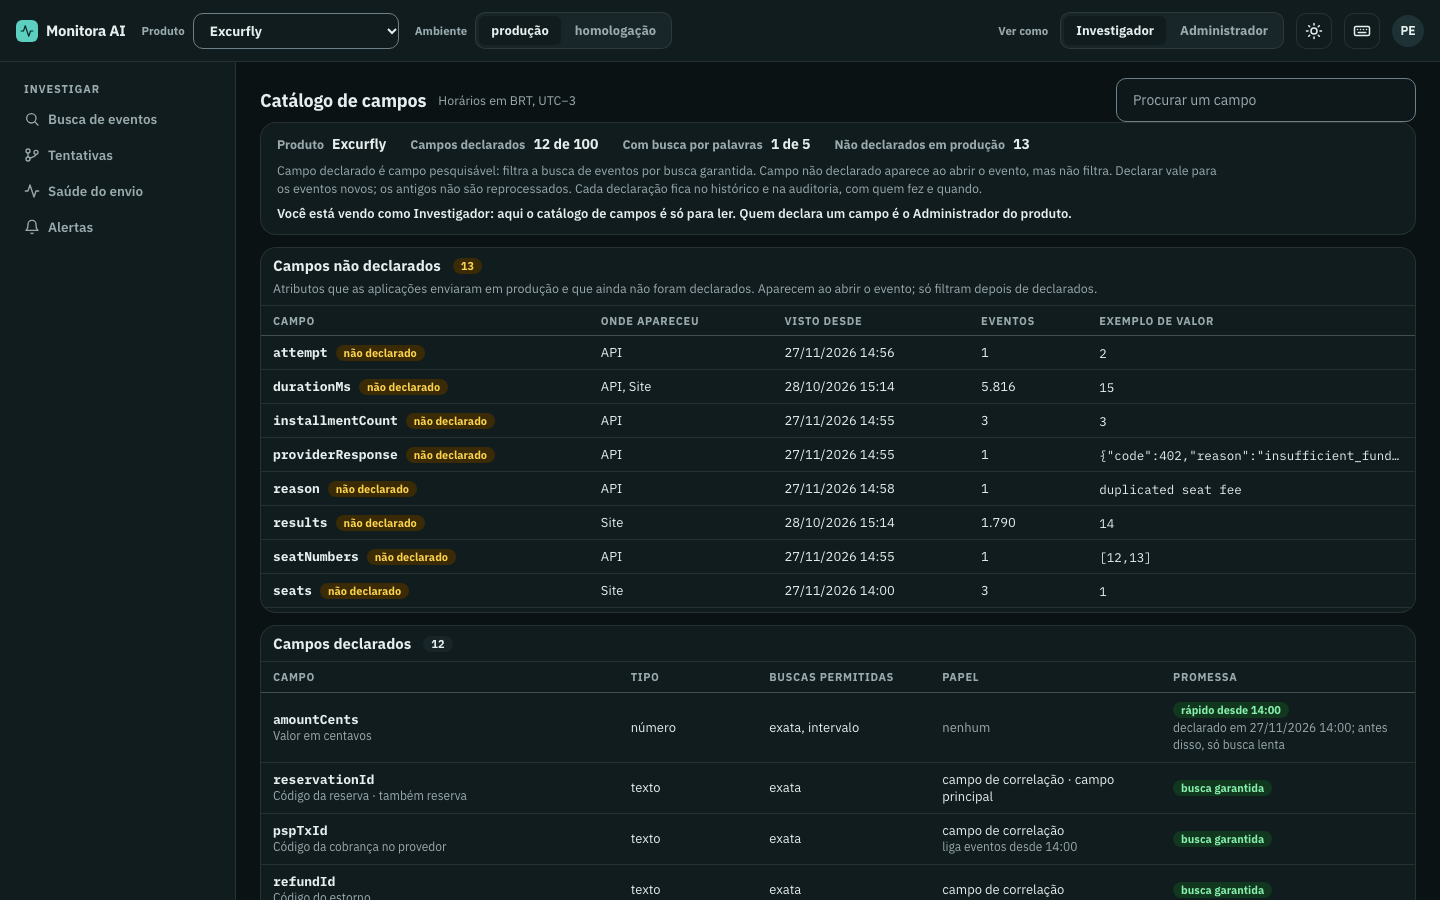 Monitora AI
Produto
Excurfly
Ambiente
produção
homologação
Ver como
Investigador
Administrador
PE
INVESTIGAR
Busca de eventos
Tentativas
Saúde do envio
Alertas
Catálogo de campos
Horários em BRT, UTC−3
Procurar um campo
Produto Excurfly Campos declarados 12 de 100 Com busca por palavras 1 de 5 Não declarados em produção 13
Campo declarado é campo pesquisável: filtra a busca de eventos por busca garantida. Campo não declarado aparece ao abrir o evento, mas não filtra. Declarar vale para
os eventos novos; os antigos não são reprocessados. Cada declaração fica no histórico e na auditoria, com quem fez e quando.
Você está vendo como Investigador: aqui o catálogo de campos é só para ler. Quem declara um campo é o Administrador do produto.
Campos não declarados 13
Atributos que as aplicações enviaram em produção e que ainda não foram declarados. Aparecem ao abrir o evento; só filtram depois de declarados.
CAMPO ONDE APARECEU VISTO DESDE EVENTOS EXEMPLO DE VALOR
attempt não declarado API 27/11/2026 14:56 1 2
durationMs não declarado API, Site 28/10/2026 15:14 5.816 15
installmentCount não declarado API 27/11/2026 14:55 3 3
providerResponse não declarado API 27/11/2026 14:55 1 {"code":402,"reason":"insufficient_fund…
reason não declarado API 27/11/2026 14:58 1 duplicated seat fee
results não declarado Site 28/10/2026 15:14 1.790 14
seatNumbers não declarado API 27/11/2026 14:55 1 [12,13]
seats não declarado Site 27/11/2026 14:00 3 1
Campos declarados 12
CAMPO TIPO BUSCAS PERMITIDAS PAPEL PROMESSA
amountCents
Valor em centavos
número
exata, intervalo
nenhum
rápido desde 14:00
declarado em 27/11/2026 14:00; antes
disso, só busca lenta
reservationId
Código da reserva · também reserva
texto
exata
campo de correlação · campo
principal
busca garantida
pspTxId
Código da cobrança no provedor
texto
exata
campo de correlação
liga eventos desde 14:00
busca garantida
refundId
Código do estorno
texto
exata
campo de correlação
busca garantida